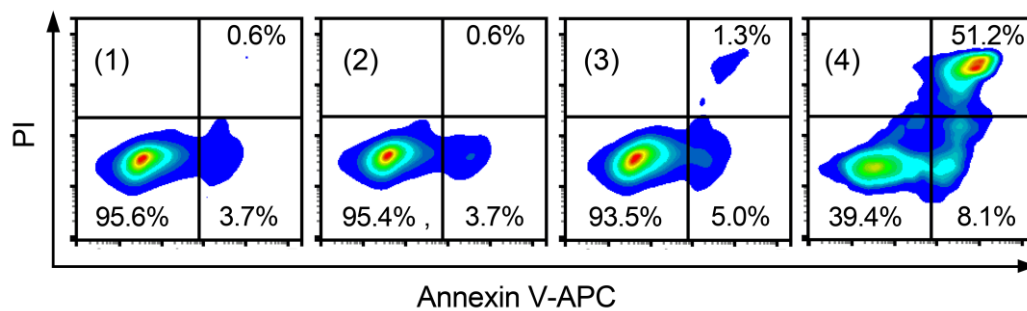 0.6% 0.6% 1.3% 51.2%
(1) (2) (3) (4)
PI
95.6% 3.7% 95.4% , 3.7% 93.5% 5.0% 39.4% 8.1%
Annexin V-APC